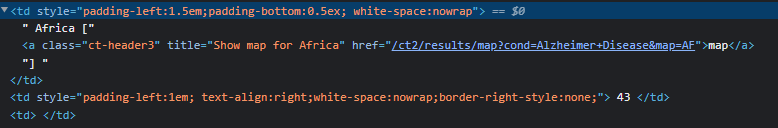 <td style="padding-left:1.5em;padding-bottom:0.5ex; white-space:nowrap"> == $0
" Africa ["
<a class="ct-header3" title="Show map for Africa" href="/ct2/results/map?cond=Alzheimer+Disease&map=AF">map</a>
"] "
</td>
<td style="padding-left:1em; text-align:right;white-space:nowrap;border-right-style:none;"> 43 </td>
<td> </td>